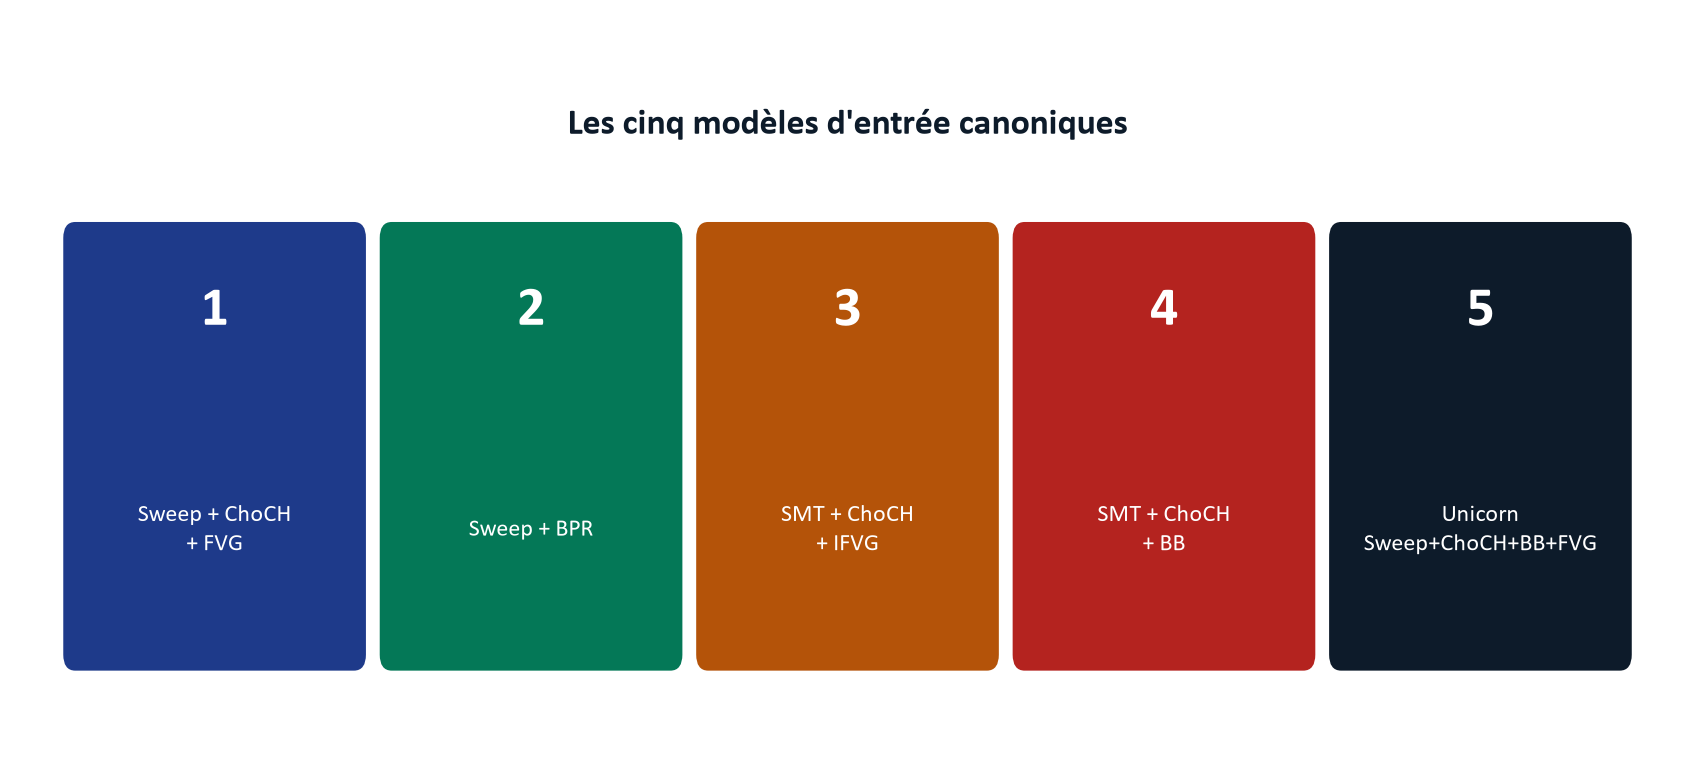 Les cinq modèles d'entrée canoniques
1
Sweep + ChoCH
+ FVG
2
Sweep + BPR
3
SMT + ChoCH
+ IFVG
4
SMT + ChoCH
+ BB
5
Unicorn
Sweep+ChoCH+BB+FVG